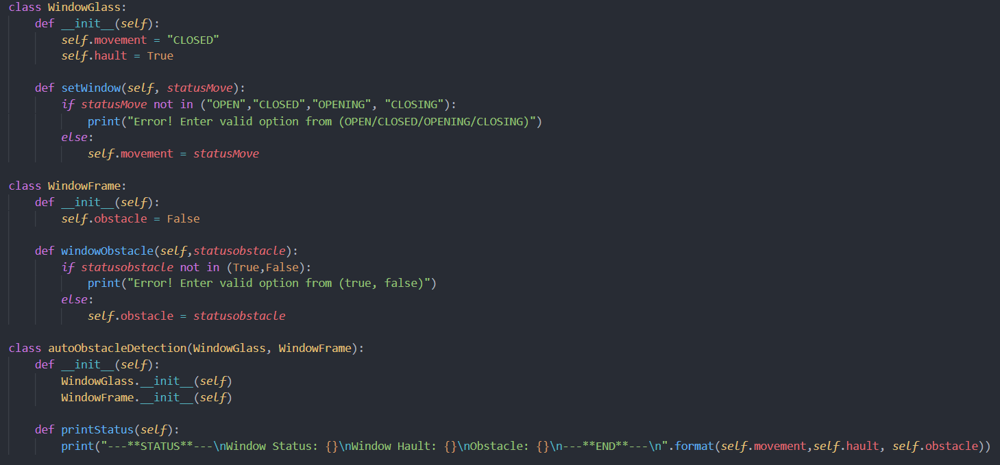 class WindowGlass:
    def __init__(self):
        self.movement = "CLOSED"
        self.hault = True

    def setWindow(self, statusMove):
        if statusMove not in ("OPEN","CLOSED","OPENING", "CLOSING"):
            print("Error! Enter valid option from (OPEN/CLOSED/OPENING/CLOSING)")
        else:
            self.movement = statusMove

class WindowFrame:
    def __init__(self):
        self.obstacle = False

    def windowObstacle(self,statusobstacle):
        if statusobstacle not in (True,False):
            print("Error! Enter valid option from (true, false)")
        else:
            self.obstacle = statusobstacle

class autoObstacleDetection(WindowGlass, WindowFrame):
    def __init__(self):
        WindowGlass.__init__(self)
        WindowFrame.__init__(self)

    def printStatus(self):
        print("---**STATUS**---\nWindow Status: {}\nWindow Hault: {}\nObstacle: {}\n---**END**---\n".format(self.movement,self.hault, self.obstacle))